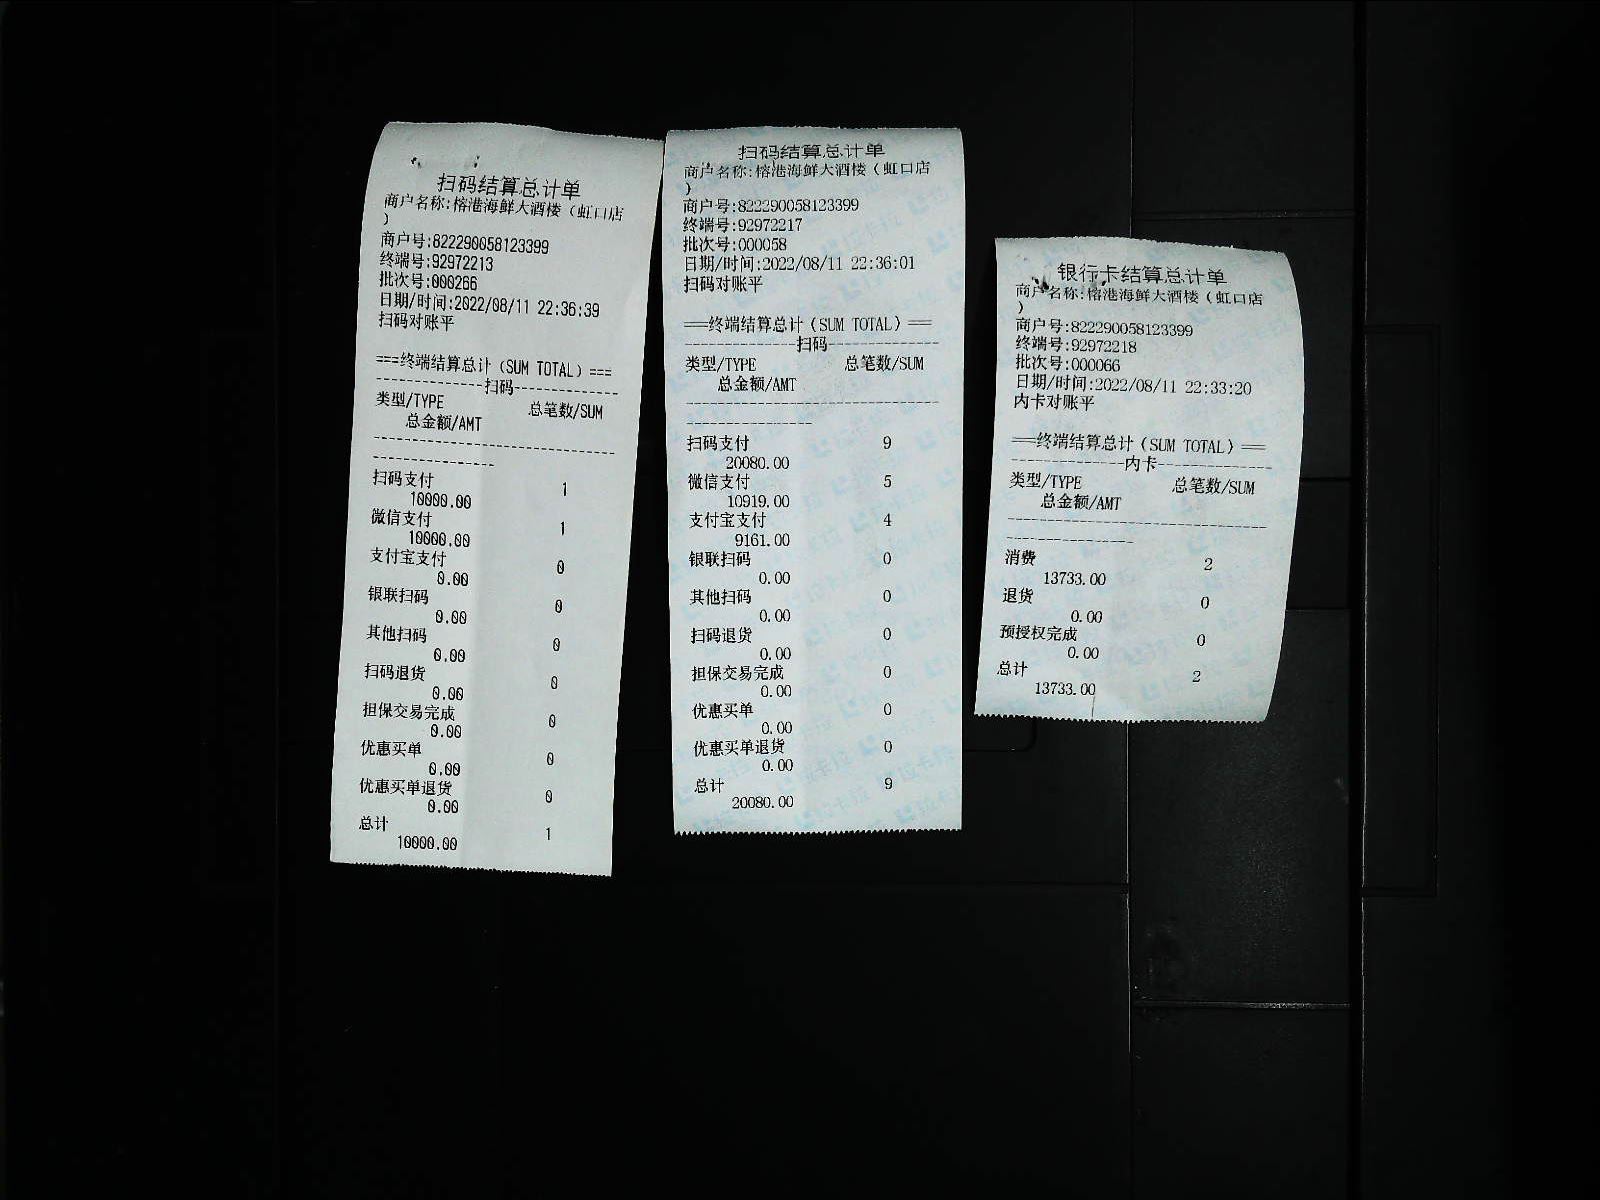 扫码结算总计单
商户名称:榕港海鲜大酒楼（虹口店
）
商户号:822290058123399
终端号:92972213
批次号:000266
日期/时间:2022/08/11 22:36:39
扫码对账平
===终端结算总计（SUM TOTAL）===
--------------扫码--------------
类型/TYPE 总笔数/SUM
总金额/AMT
扫码支付 1
10000.00
微信支付 1
10000.00
支付宝支付 0
0.00
银联扫码 0
0.00
其他扫码 0
0.00
扫码退货 0
0.00
担保交易完成 0
0.00
优惠买单 0
0.00
优惠买单退货 0
0.00
总计 1
10000.00
扫码结算总计单
商户名称:榕港海鲜大酒楼（虹口店
）
商户号:822290058123399
终端号:92972217
批次号:000058
日期/时间:2022/08/11 22:36:01
扫码对账平
===终端结算总计（SUM TOTAL）===
--------------扫码--------------
类型/TYPE 总笔数/SUM
总金额/AMT
扫码支付 9
20080.00
微信支付 5
10919.00
支付宝支付 4
9161.00
银联扫码 0
0.00
其他扫码 0
0.00
扫码退货 0
0.00
担保交易完成 0
0.00
优惠买单 0
0.00
优惠买单退货 0
0.00
总计 9
20080.00
银行卡结算总计单
商户名称:榕港海鲜大酒楼（虹口店
）
商户号:822290058123399
终端号:92972218
批次号:000066
日期/时间:2022/08/11 22:33:20
内卡对账平
===终端结算总计（SUM TOTAL）===
--------------内卡--------------
类型/TYPE 总笔数/SUM
总金额/AMT
消费 2
13733.00
退货 0
0.00
预授权完成 0
0.00
总计 2
13733.00